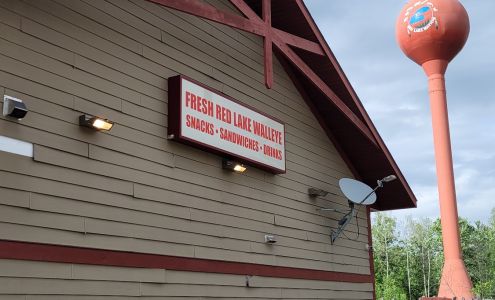 FRESH RED LAKE WALLEYE
SNACKS • SANDWICHES • DRINKS